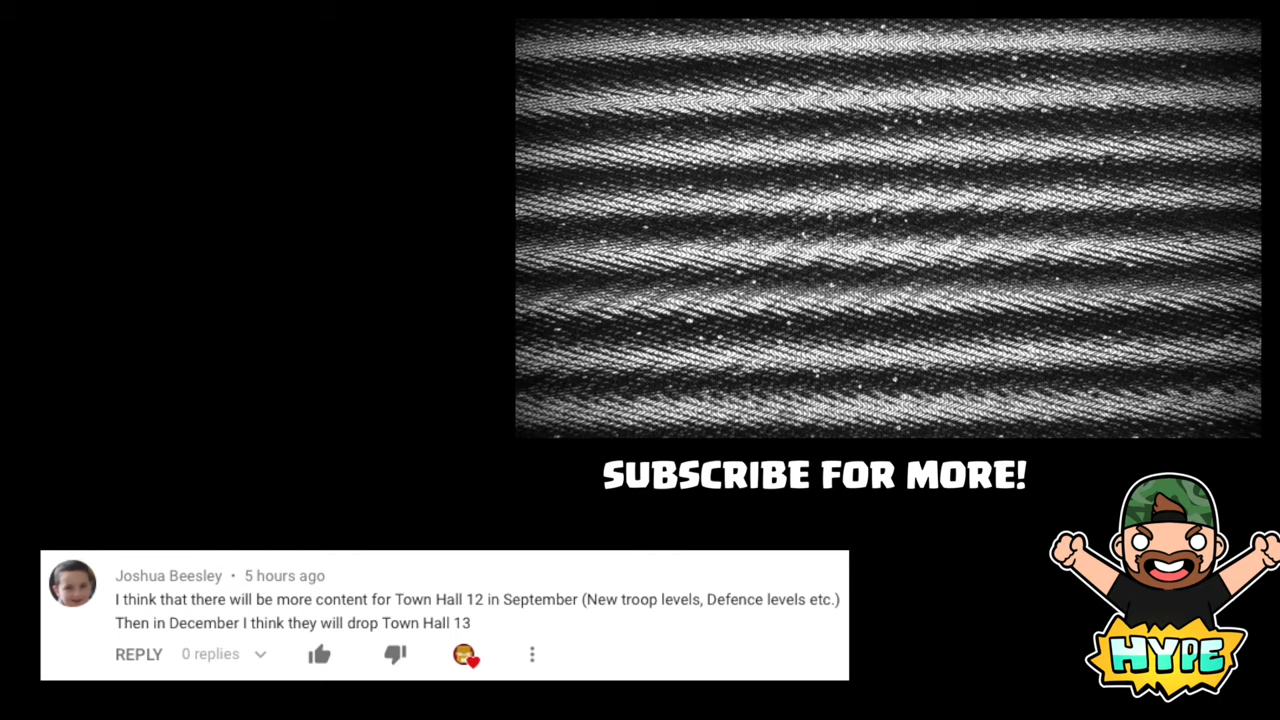 SUBSCRIBE FOR MORE!
Joshua Beesley • 5 hours ago
I think that there will be more content for Town Hall 12 in September (New troop levels, Defence levels etc.)
Then in December I think they will drop Town Hall 13
REPLY 0 replies
HYPE